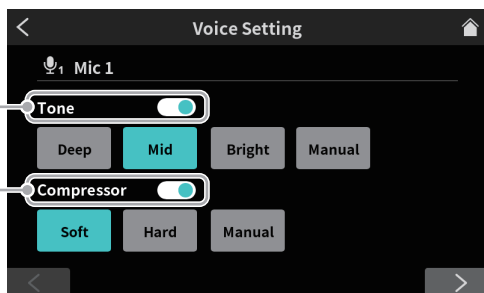 Voice Setting
1 Mic 1
Tone
Deep Mid Bright Manual
Compressor
Soft Hard Manual